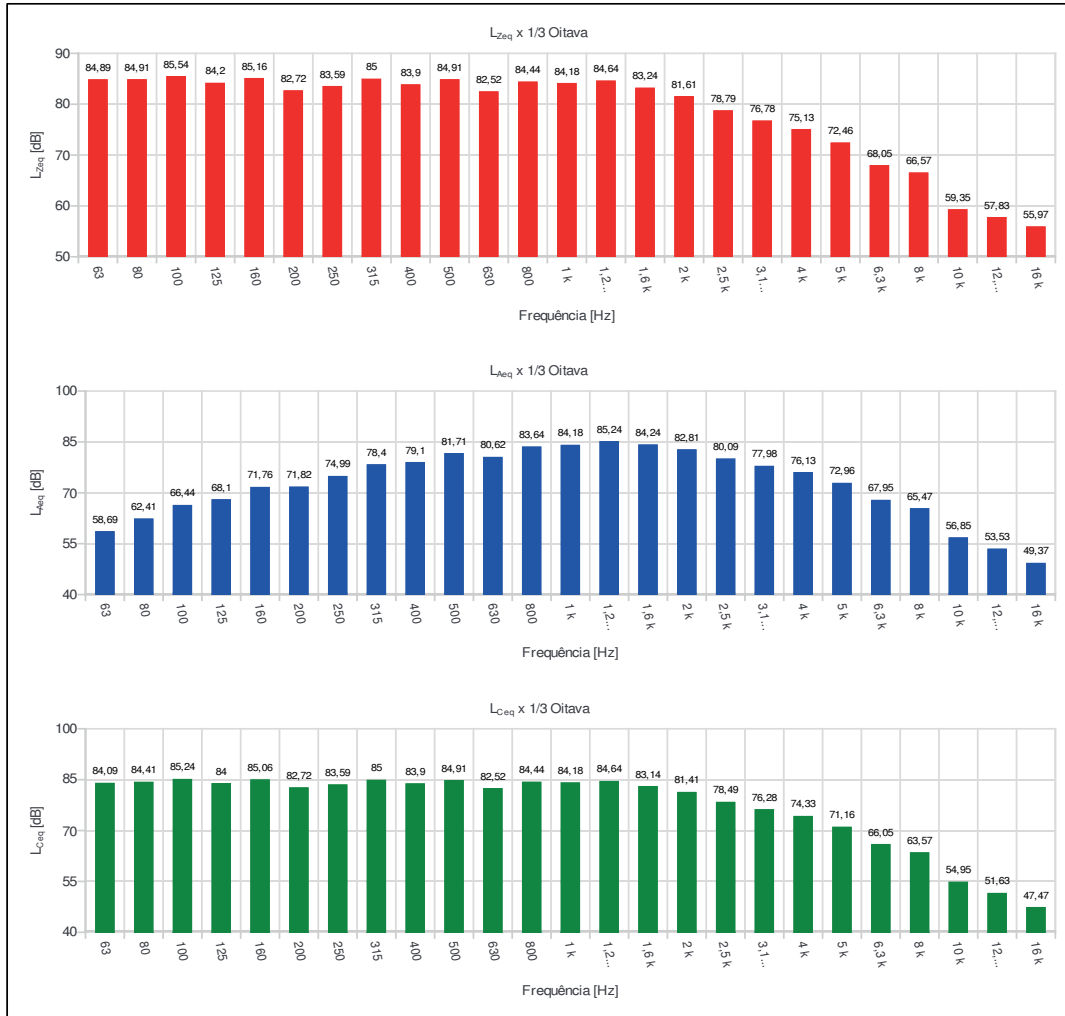 L_Zeq x 1/3 Oitava
L_Zeq [dB]
90
80
70
60
50
84,89 84,91 85,54 84,2 85,16 82,72 83,59 85 83,9 84,91 82,52 84,44 84,18 84,64 83,24 81,61 78,79 76,78 75,13 72,46 68,05 66,57 59,35 57,83 55,97
63 80 100 125 160 200 250 315 400 500 630 800 1 k 1,2... 1,6 k 2 k 2,5 k 3,1... 4 k 5 k 6,3 k 8 k 10 k 12,... 16 k
Frequência [Hz]
L_Aeq x 1/3 Oitava
L_Aeq [dB]
100
85
70
55
40
58,69 62,41 66,44 68,1 71,76 71,82 74,99 78,4 79,1 81,71 80,62 83,64 84,18 85,24 84,24 82,81 80,09 77,98 76,13 72,96 67,95 65,47 56,85 53,53 49,37
63 80 100 125 160 200 250 315 400 500 630 800 1 k 1,2... 1,6 k 2 k 2,5 k 3,1... 4 k 5 k 6,3 k 8 k 10 k 12,... 16 k
Frequência [Hz]
L_Ceq x 1/3 Oitava
L_Ceq [dB]
100
85
70
55
40
84,09 84,41 85,24 84 85,06 82,72 83,59 85 83,9 84,91 82,52 84,44 84,18 84,64 83,14 81,41 78,49 76,28 74,33 71,16 66,05 63,57 54,95 51,63 47,47
63 80 100 125 160 200 250 315 400 500 630 800 1 k 1,2... 1,6 k 2 k 2,5 k 3,1... 4 k 5 k 6,3 k 8 k 10 k 12,... 16 k
Frequência [Hz]